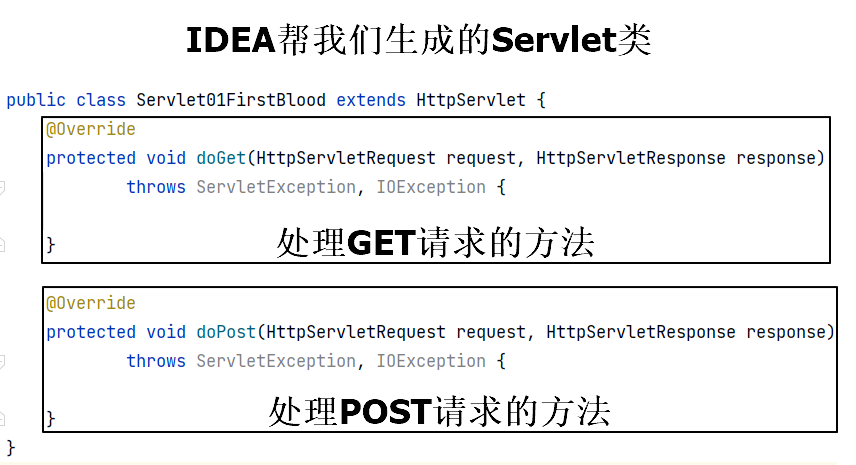 IDEA帮我们生成的Servlet类
public class Servlet01FirstBlood extends HttpServlet {
@Override
protected void doGet(HttpServletRequest request, HttpServletResponse response)
throws ServletException, IOException {
处理GET请求的方法
}
@Override
protected void doPost(HttpServletRequest request, HttpServletResponse response)
throws ServletException, IOException {
处理POST请求的方法
}
}